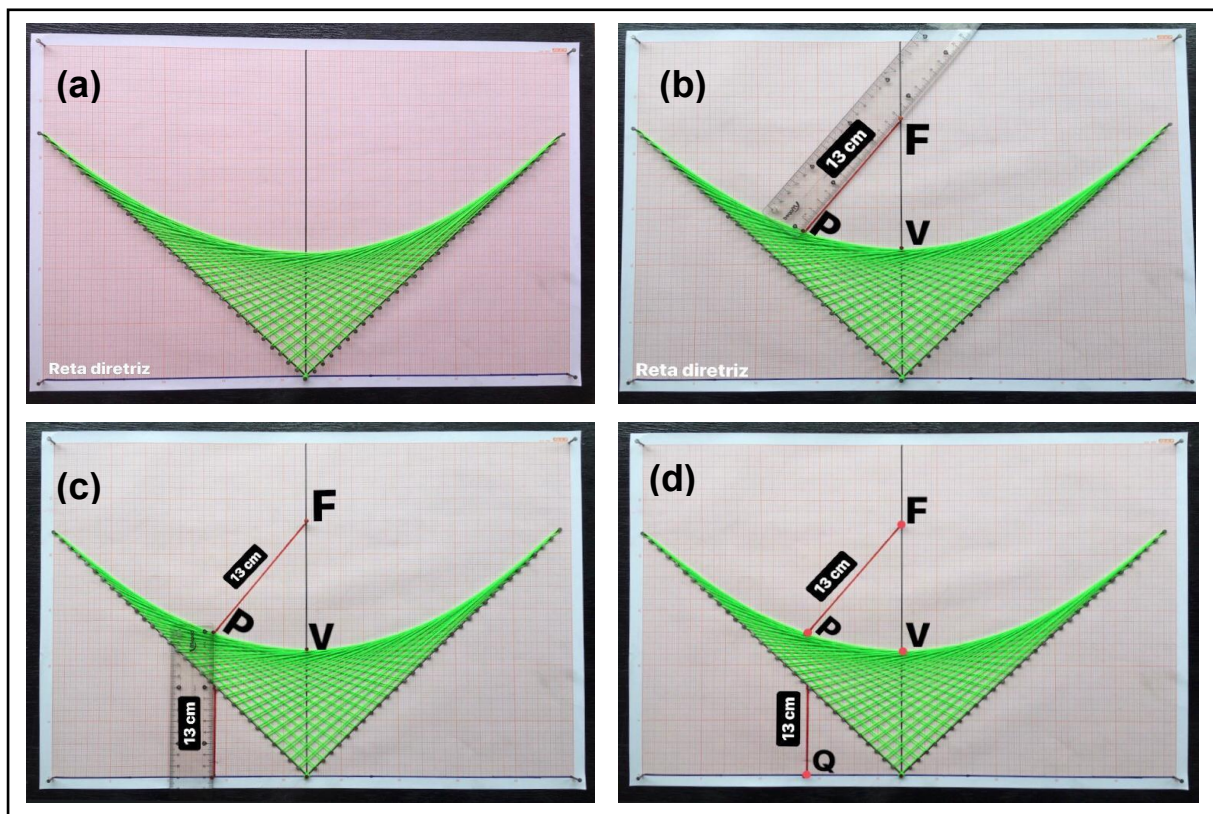 (a)
Reta diretriz
(b)
13 cm
F
P
V
Reta diretriz
(c)
F
13 cm
P
V
13 cm
(d)
F
13 cm
P
V
13 cm
Q